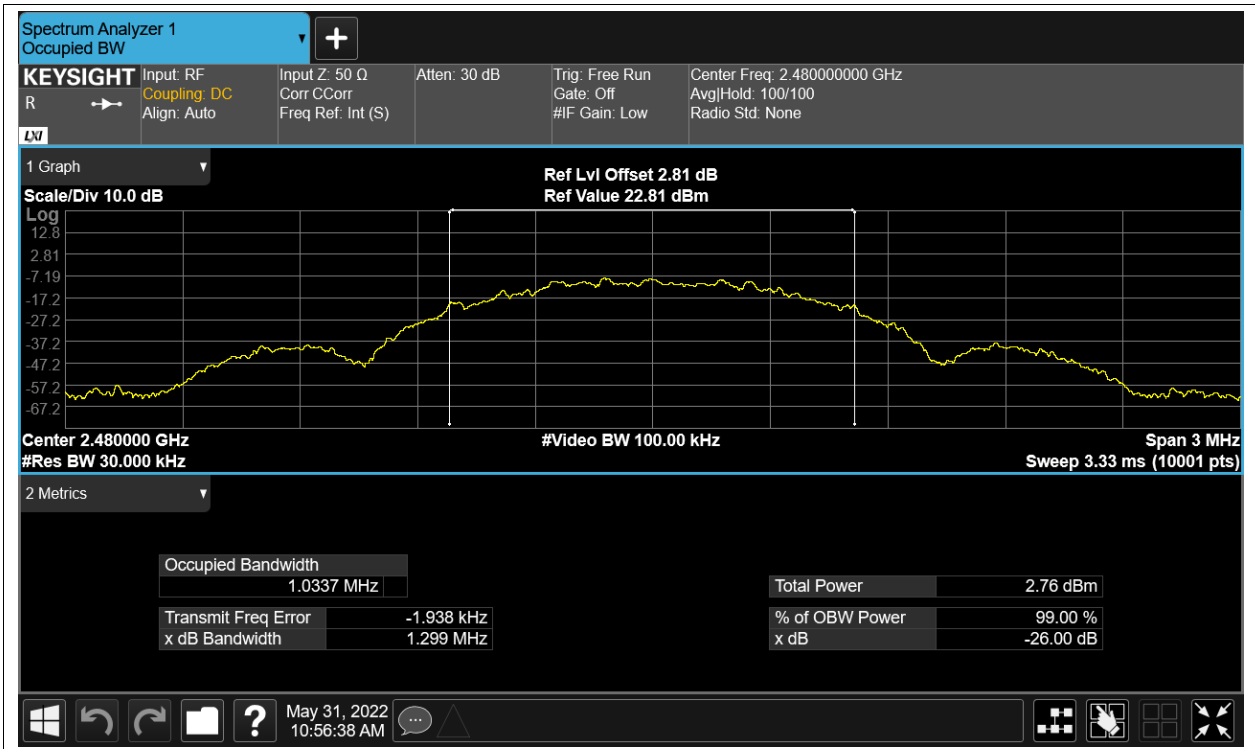 Spectrum Analyzer 1
Occupied BW
KEYSIGHT
R
LXI
Input: RF
Coupling: DC
Align: Auto
Input Z: 50 Ω
Corr CCorr
Freq Ref: Int (S)
Atten: 30 dB
Trig: Free Run
Gate: Off
#IF Gain: Low
Center Freq: 2.480000000 GHz
Avg|Hold: 100/100
Radio Std: None
1 Graph
Scale/Div 10.0 dB
Ref Lvl Offset 2.81 dB
Ref Value 22.81 dBm
Log
12.8
2.81
-7.19
-17.2
-27.2
-37.2
-47.2
-57.2
-67.2
Center 2.480000 GHz
#Res BW 30.000 kHz
#Video BW 100.00 kHz
Span 3 MHz
Sweep 3.33 ms (10001 pts)
2 Metrics
Occupied Bandwidth
1.0337 MHz
Transmit Freq Error -1.938 kHz
x dB Bandwidth 1.299 MHz
Total Power 2.76 dBm
% of OBW Power 99.00 %
x dB -26.00 dB
May 31, 2022
10:56:38 AM